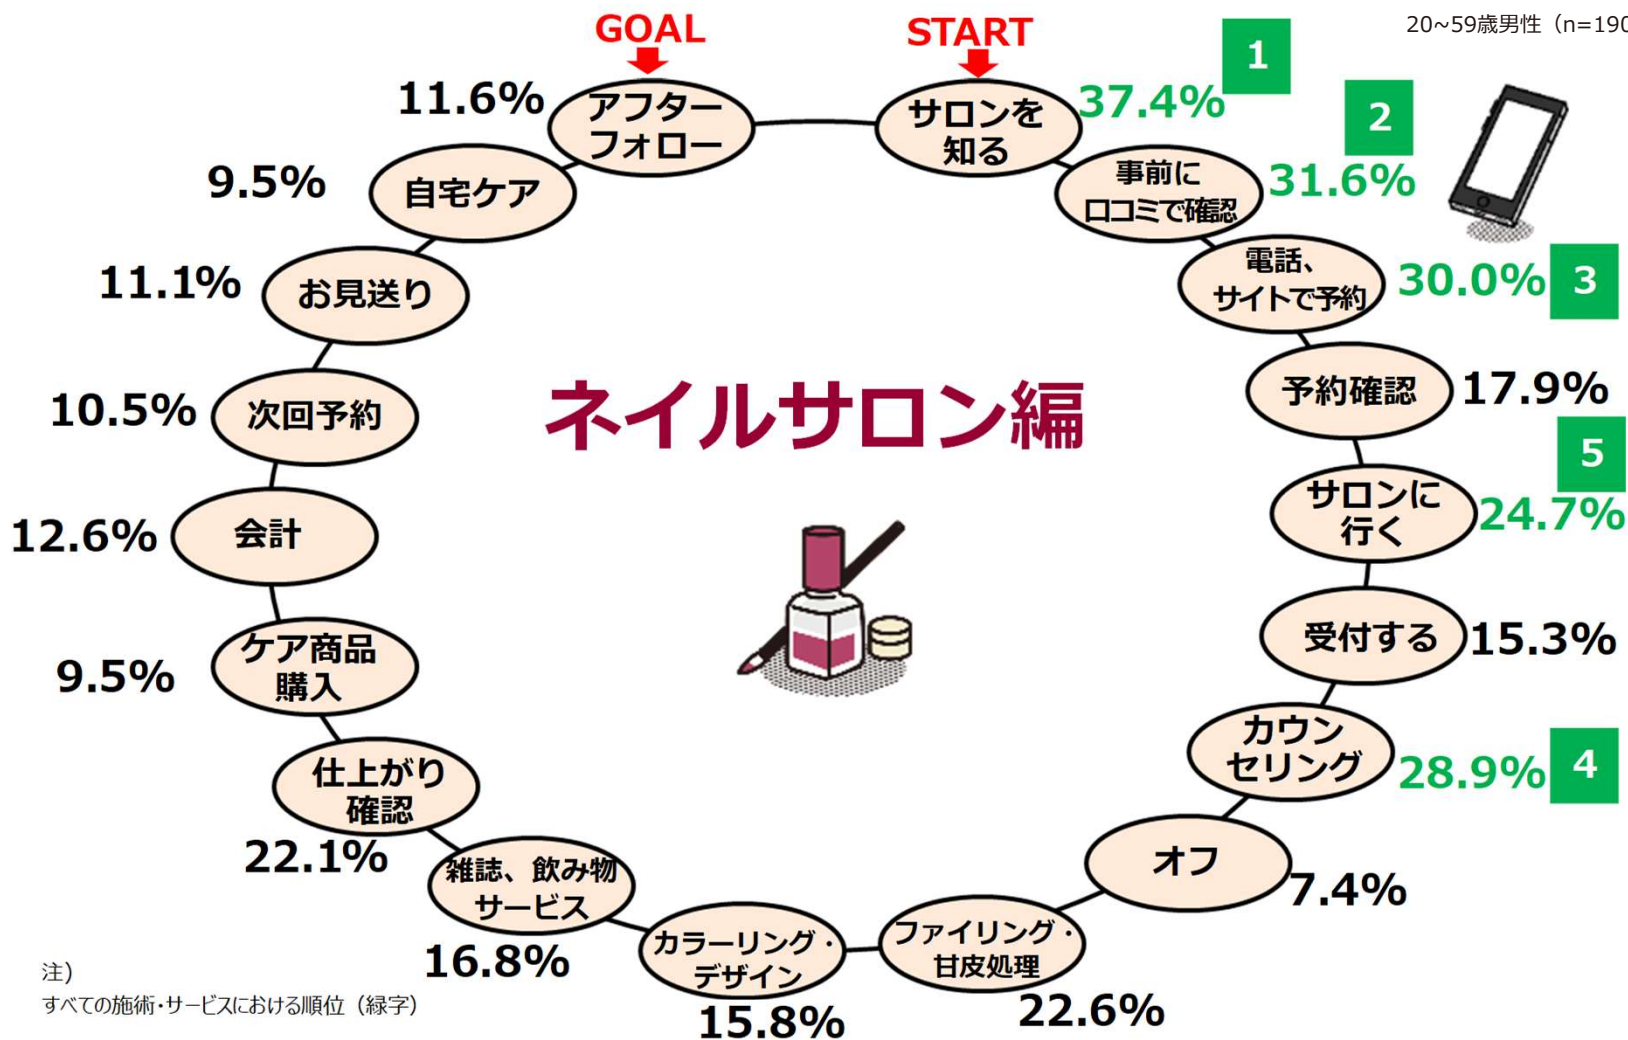 GOAL
START
20~59歳男性（n=190
1
サロンを
知る
37.4%
2
事前に
口コミで確認
31.6%
電話、
サイトで予約
30.0%
3
予約確認
17.9%
5
サロンに
行く
24.7%
受付する
15.3%
カウン
セリング
28.9%
4
オフ
7.4%
ファイリング・
甘皮処理
22.6%
カラーリング・
デザイン
15.8%
雑誌、飲み物
サービス
16.8%
仕上がり
確認
22.1%
ケア商品
購入
9.5%
会計
12.6%
次回予約
10.5%
お見送り
11.1%
自宅ケア
9.5%
アフター
フォロー
11.6%
ネイルサロン編
注)
すべての施術・サービスにおける順位（緑字）